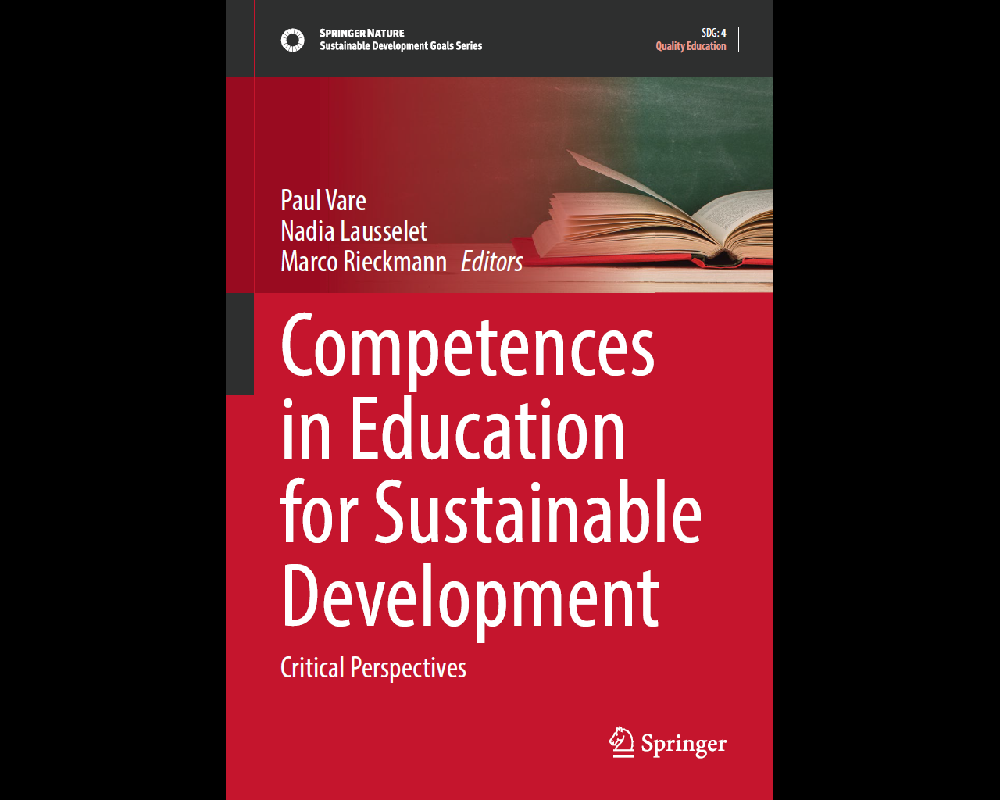 SPRINGER NATURE
Sustainable Development Goals Series
SDG: 4
Quality Education
Paul Vare
Nadia Lausselet
Marco Rieckmann Editors
Competences
in Education
for Sustainable
Development
Critical Perspectives
Springer